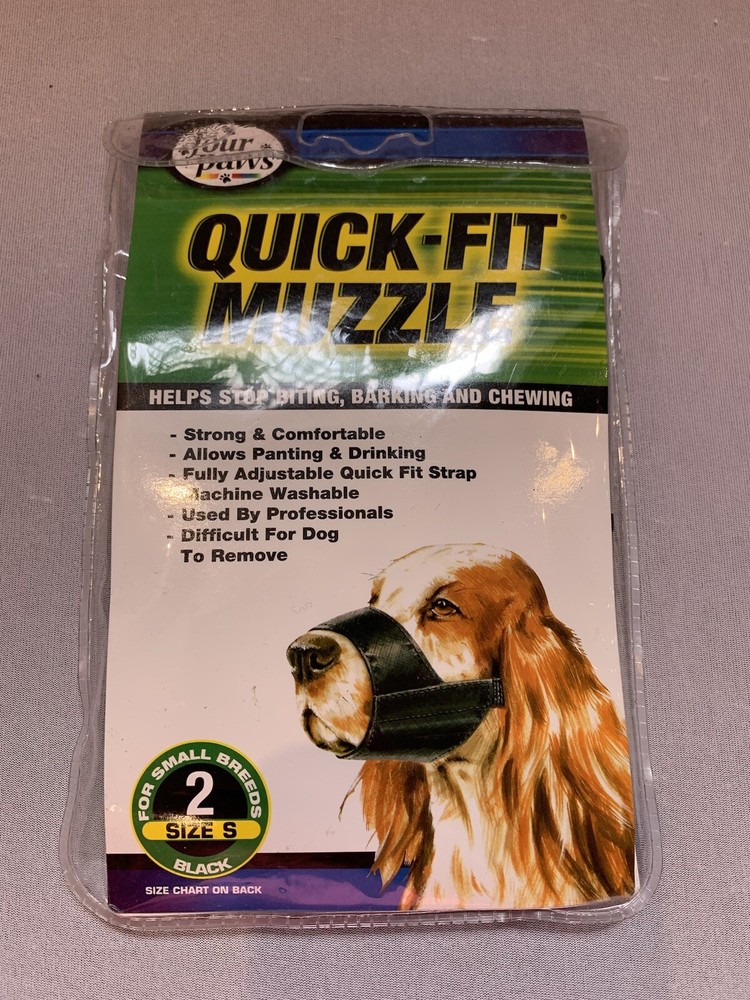 four
paws
QUICK-FIT®
MUZZLE
HELPS STOP BITING, BARKING AND CHEWING
- Strong & Comfortable
- Allows Panting & Drinking
- Fully Adjustable Quick Fit Strap
- Machine Washable
- Used By Professionals
- Difficult For Dog
To Remove
FOR SMALL BREEDS
2
SIZE S
BLACK
SIZE CHART ON BACK